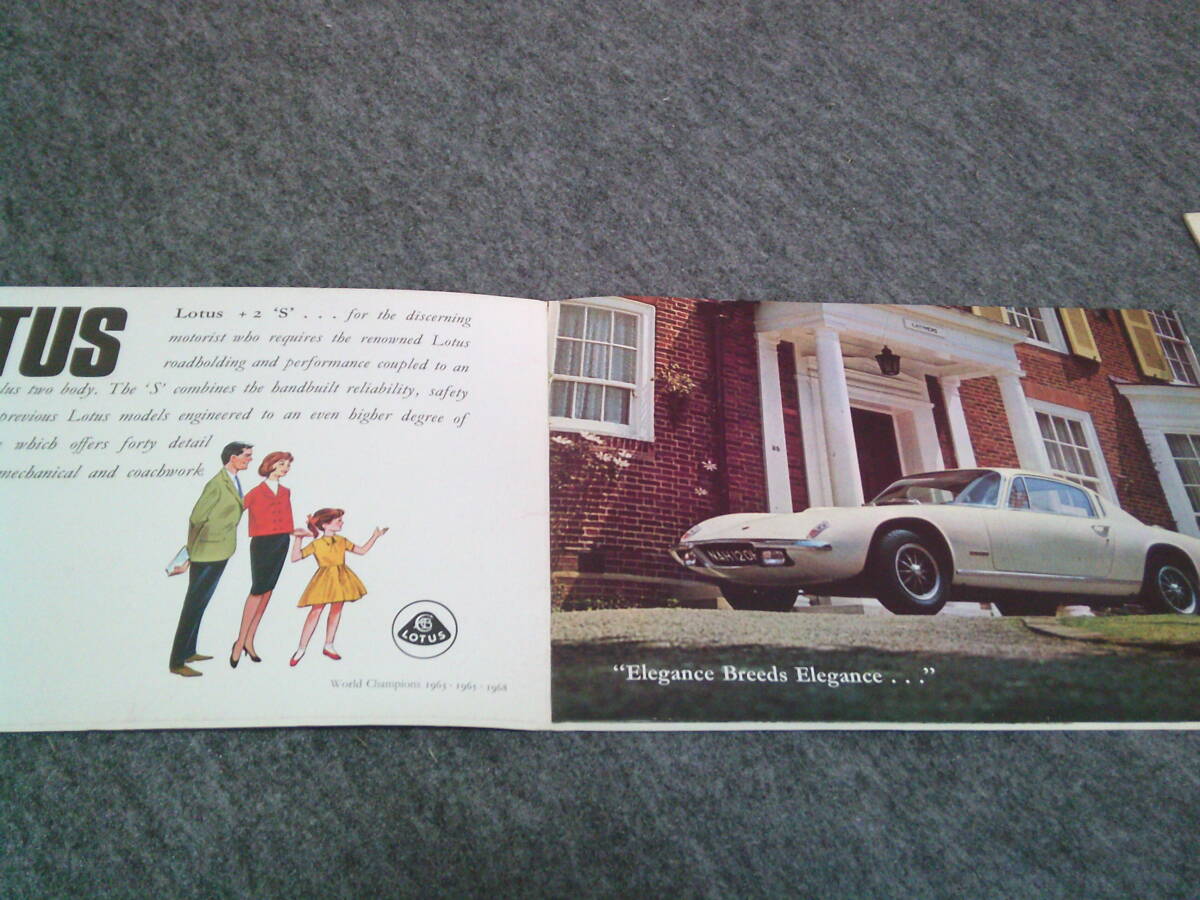 TUS
Lotus + 2 'S' . . . for the discerning
motorist who requires the renowned Lotus
roadholding and performance coupled to an
lus two body. The 'S' combines the handbuilt reliability, safety
previous Lotus models engineered to an even higher degree of
which offers forty detail
mechanical and coachwork
LOTUS
World Champions 1963 · 1965 · 1968
"Elegance Breeds Elegance . . ."